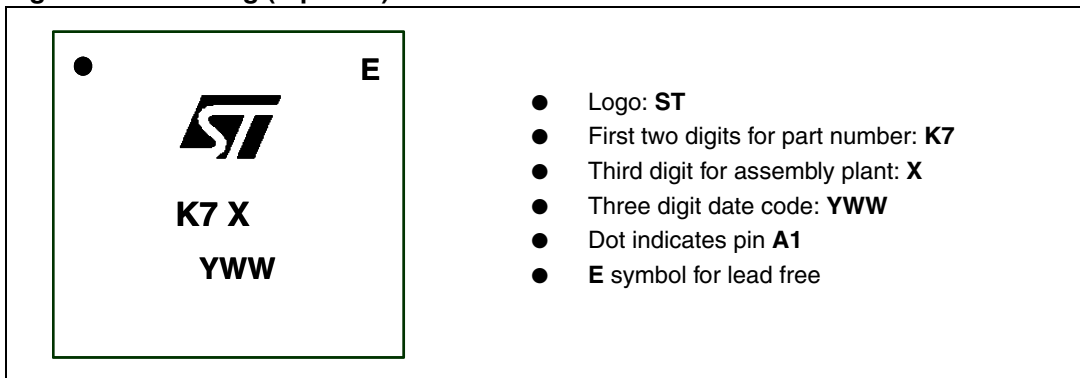 E
ST
K7 X
YWW
● Logo: ST
● First two digits for part number: K7
● Third digit for assembly plant: X
● Three digit date code: YWW
● Dot indicates pin A1
● E symbol for lead free